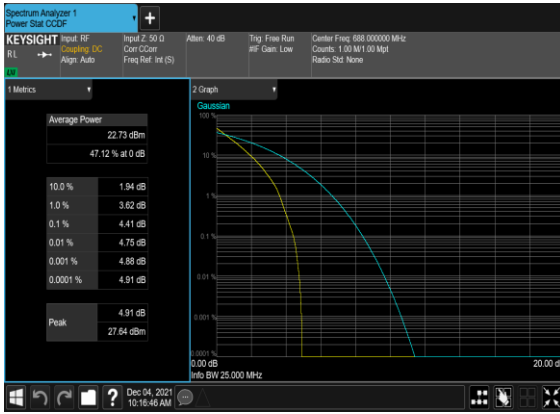 Spectrum Analyzer 1
Power Stat CCDF
KEYSIGHT
RL
Input: RF
Coupling: DC
Align: Auto
Input Z: 50 Ω
Corr CCorr
Freq Ref: Int (S)
Atten: 40 dB
Trig: Free Run
#IF Gain: Low
Center Freq: 688.000000 MHz
Counts: 1.00 M/1.00 Mpt
Radio Std: None
1 Metrics
Average Power
22.73 dBm
47.12 % at 0 dB
10.0 % 1.94 dB
1.0 % 3.62 dB
0.1 % 4.41 dB
0.01 % 4.75 dB
0.001 % 4.88 dB
0.0001 % 4.91 dB
Peak
4.91 dB
27.64 dBm
2 Graph
Gaussian
100 %
10 %
1 %
0.1 %
0.01 %
0.001 %
0.0001 %
0.00 dB
20.00 d
Info BW 25.000 MHz
?
Dec 04, 2021
10:16:46 AM